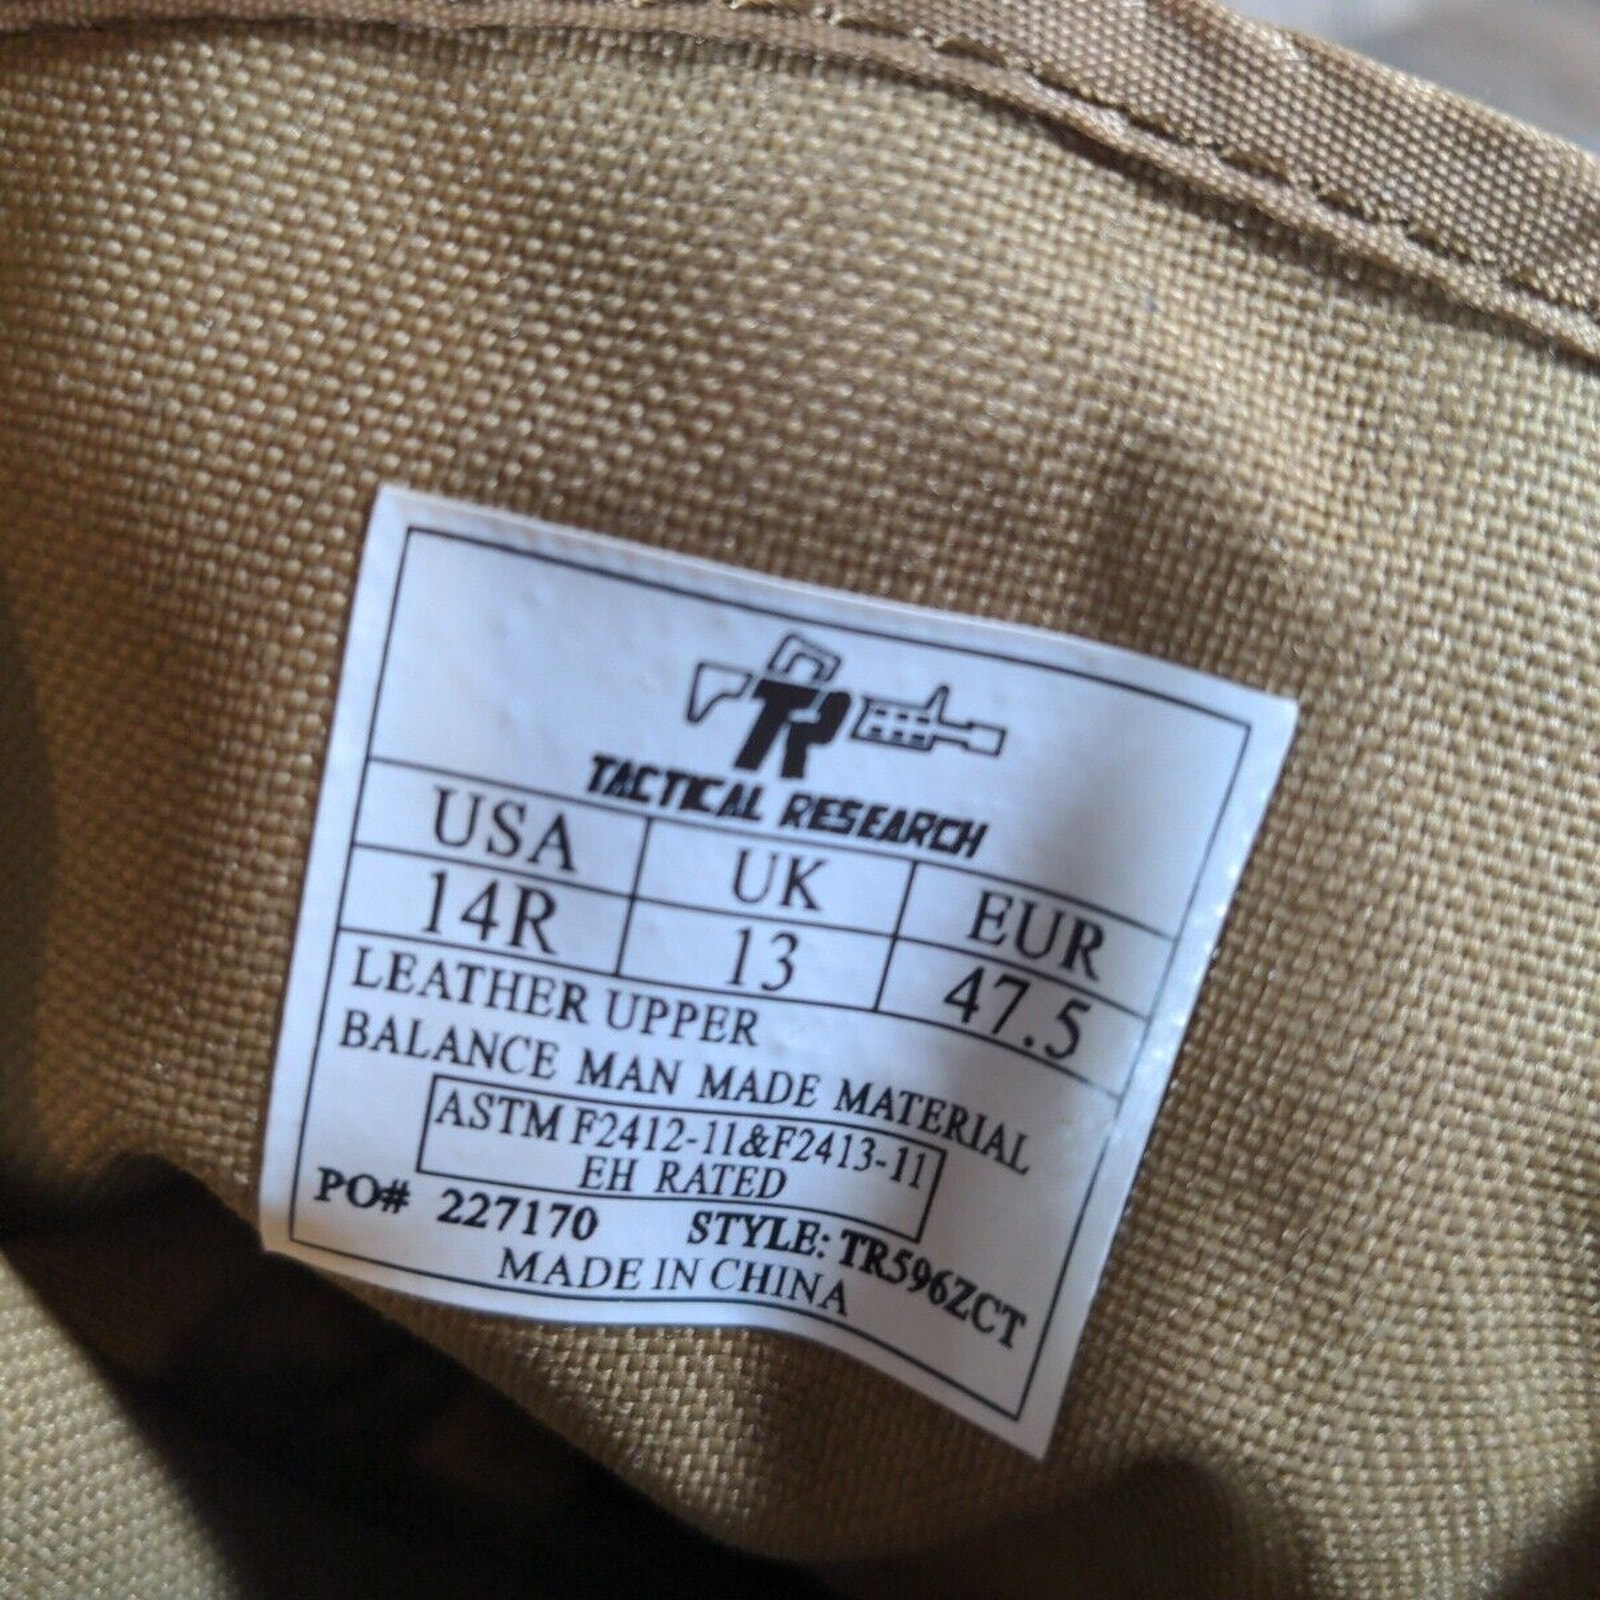 TR
TACTICAL RESEARCH
USA UK EUR
14R 13 47.5
LEATHER UPPER
BALANCE MAN MADE MATERIAL
ASTM F2412-11&F2413-11
EH RATED
PO# 227170 STYLE: TR596ZCT
MADE IN CHINA